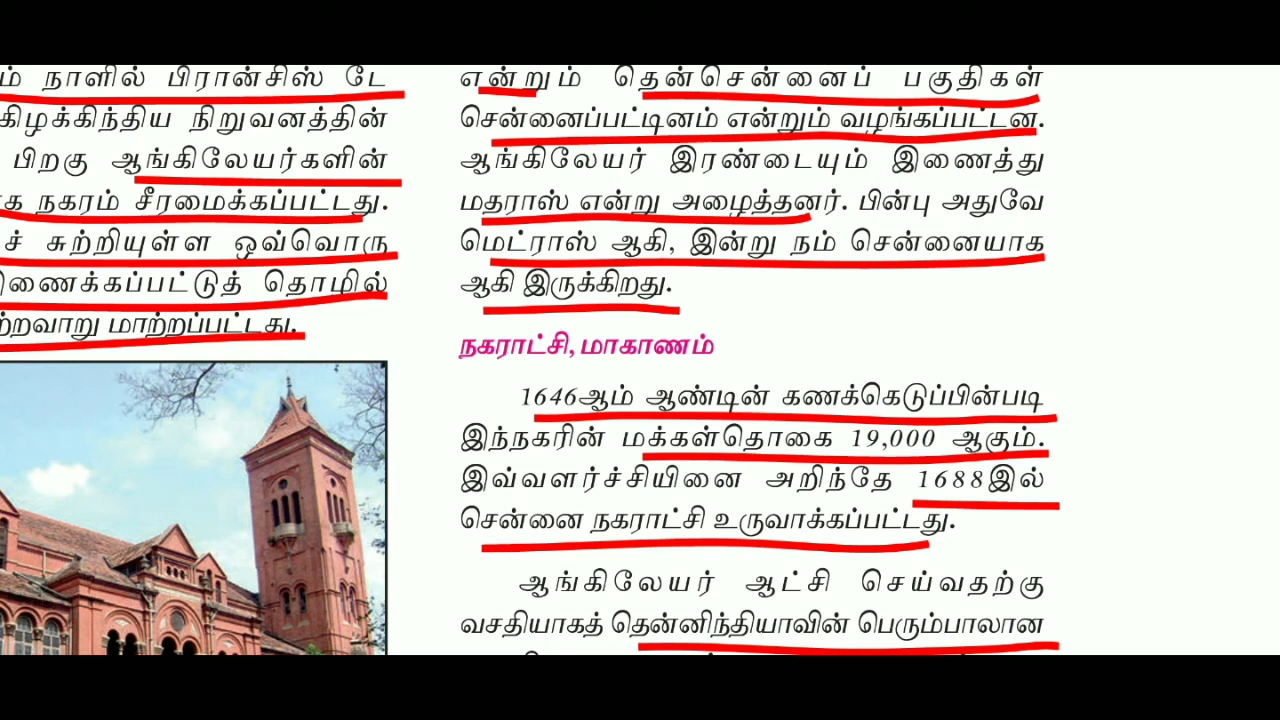 ம் நாளில் பிரான்சிஸ் டே
கிழக்கிந்திய நிறுவனத்தின்
பிறகு ஆங்கிலேயர்களின்
நகரம் சீரமைக்கப்பட்டது.
ச் சுற்றியுள்ள ஒவ்வொரு
ணைக்கப்பட்டுத் தொழில்
ற்றவாறு மாற்றப்பட்டது.
என்றும் தென்சென்னைப் பகுதிகள்
சென்னைப்பட்டினம் என்றும் வழங்கப்பட்டன.
ஆங்கிலேயர் இரண்டையும் இணைத்து
மதராஸ் என்று அழைத்தனர். பின்பு அதுவே
மெட்ராஸ் ஆகி, இன்று நம் சென்னையாக
ஆகி இருக்கிறது.
நகராட்சி, மாகாணம்
1646ஆம் ஆண்டின் கணக்கெடுப்பின்படி
இந்நகரின் மக்கள்தொகை 19,000 ஆகும்.
இவ்வளர்ச்சியினை அறிந்தே 1688இல்
சென்னை நகராட்சி உருவாக்கப்பட்டது.
ஆங்கிலேயர் ஆட்சி செய்வதற்கு
வசதியாகத் தென்னிந்தியாவின் பெரும்பாலான